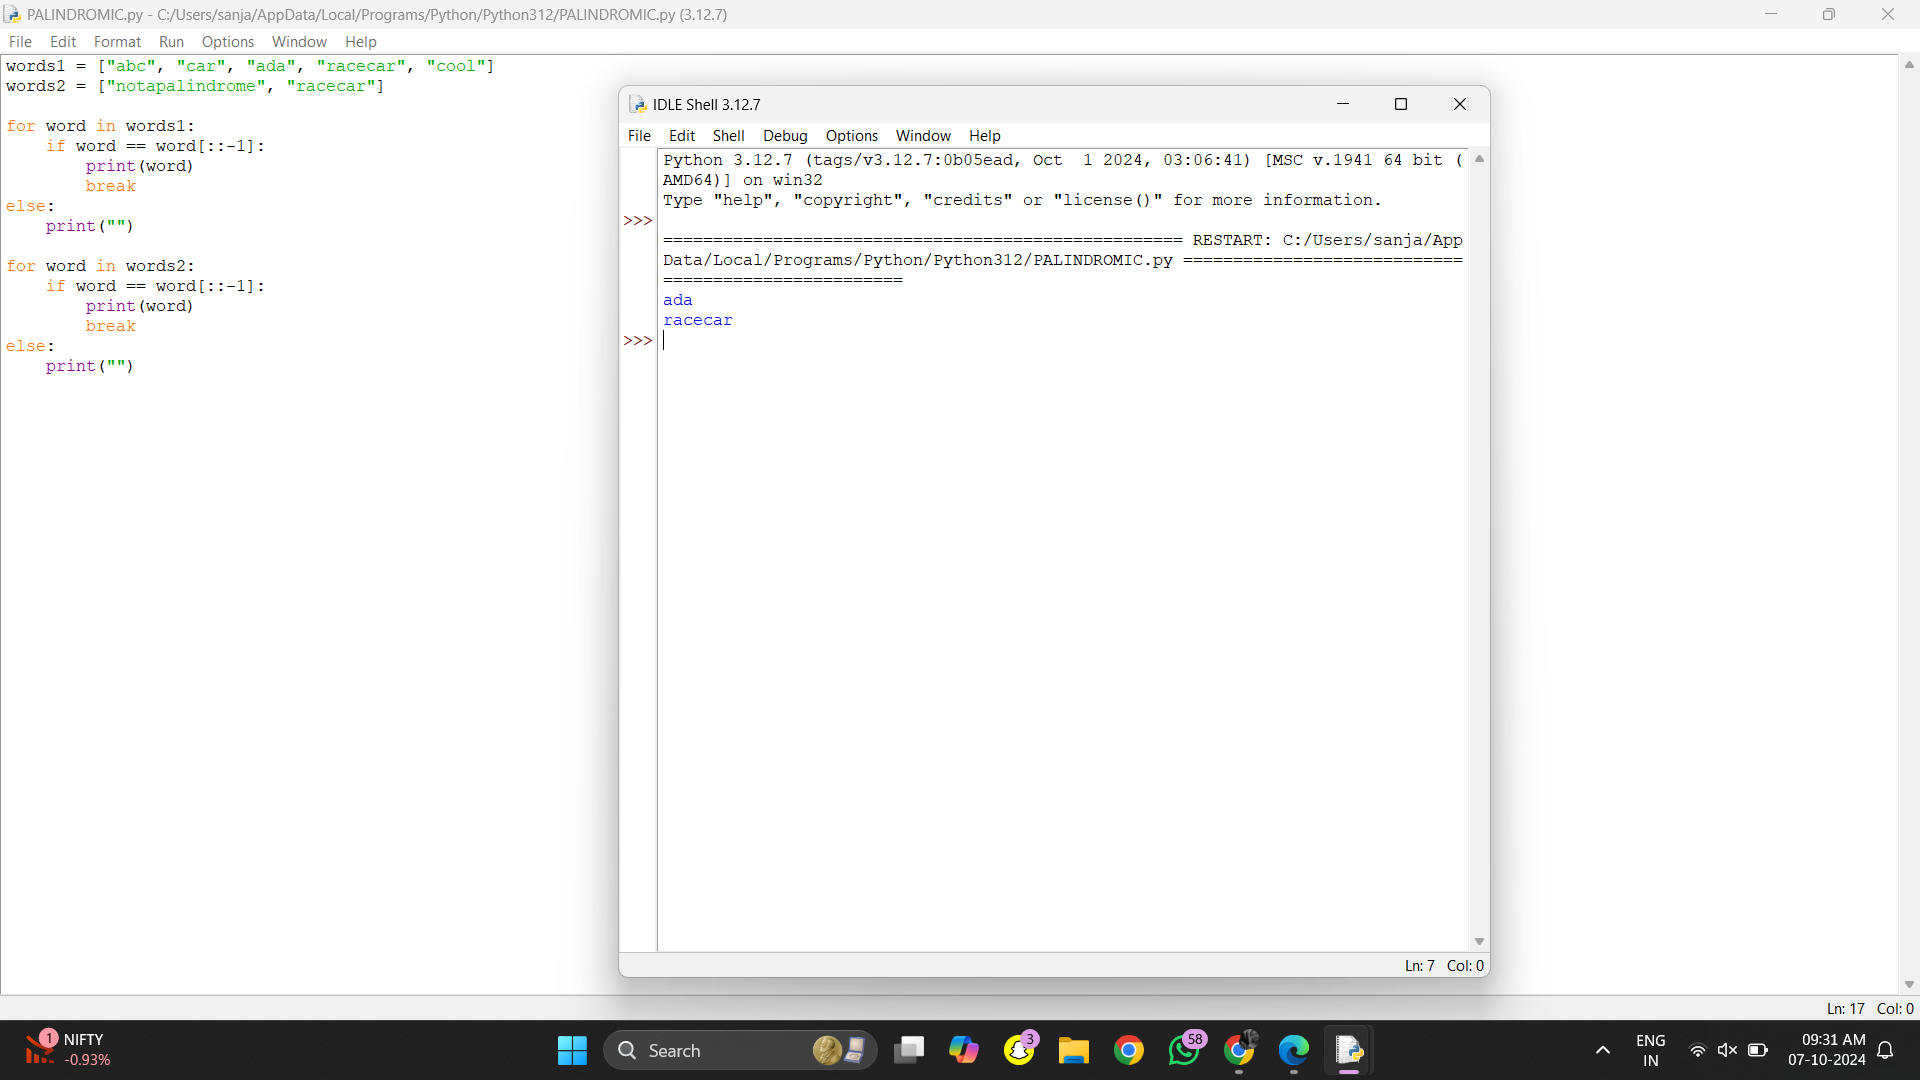 PALINDROMIC.py - C:/Users/sanja/AppData/Local/Programs/Python/Python312/PALINDROMIC.py (3.12.7)
File Edit Format Run Options Window Help
words1 = ["abc", "car", "ada", "racecar", "cool"]
words2 = ["notapalindrome", "racecar"]
for word in words1:
    if word == word[::-1]:
        print(word)
        break
else:
    print("")
for word in words2:
    if word == word[::-1]:
        print(word)
        break
else:
    print("")
IDLE Shell 3.12.7
File Edit Shell Debug Options Window Help
Python 3.12.7 (tags/v3.12.7:0b05ead, Oct  1 2024, 03:06:41) [MSC v.1941 64 bit (
AMD64)] on win32
Type "help", "copyright", "credits" or "license()" for more information.
>>>
==================================================== RESTART: C:/Users/sanja/App
Data/Local/Programs/Python/Python312/PALINDROMIC.py ============================
========================
ada
racecar
>>>
Ln: 7 Col: 0
Ln: 17 Col: 0
1
NIFTY
-0.93%
Search
3
58
ENG
IN
09:31 AM
07-10-2024